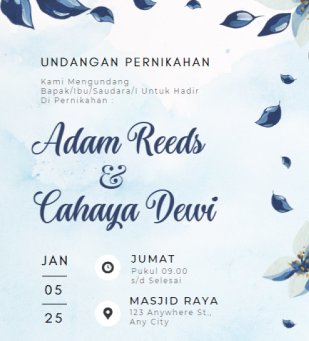 UNDANGAN PERNIKAHAN
Kami Mengundang
Bapak/Ibu/Saudara/I Untuk Hadir
Di Pernikahan :
Adam Reeds
&
Cahaya Dewi
JAN
05
25
JUMAT
Pukul 09.00
s/d Selesai
MASJID RAYA
123 Anywhere St.,
Any City